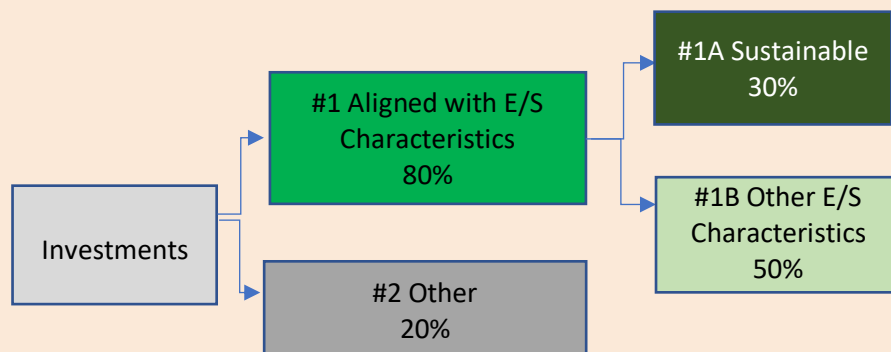 #1A Sustainable
30%
#1 Aligned with E/S
Characteristics
80%
#1B Other E/S
Characteristics
50%
Investments
#2 Other
20%